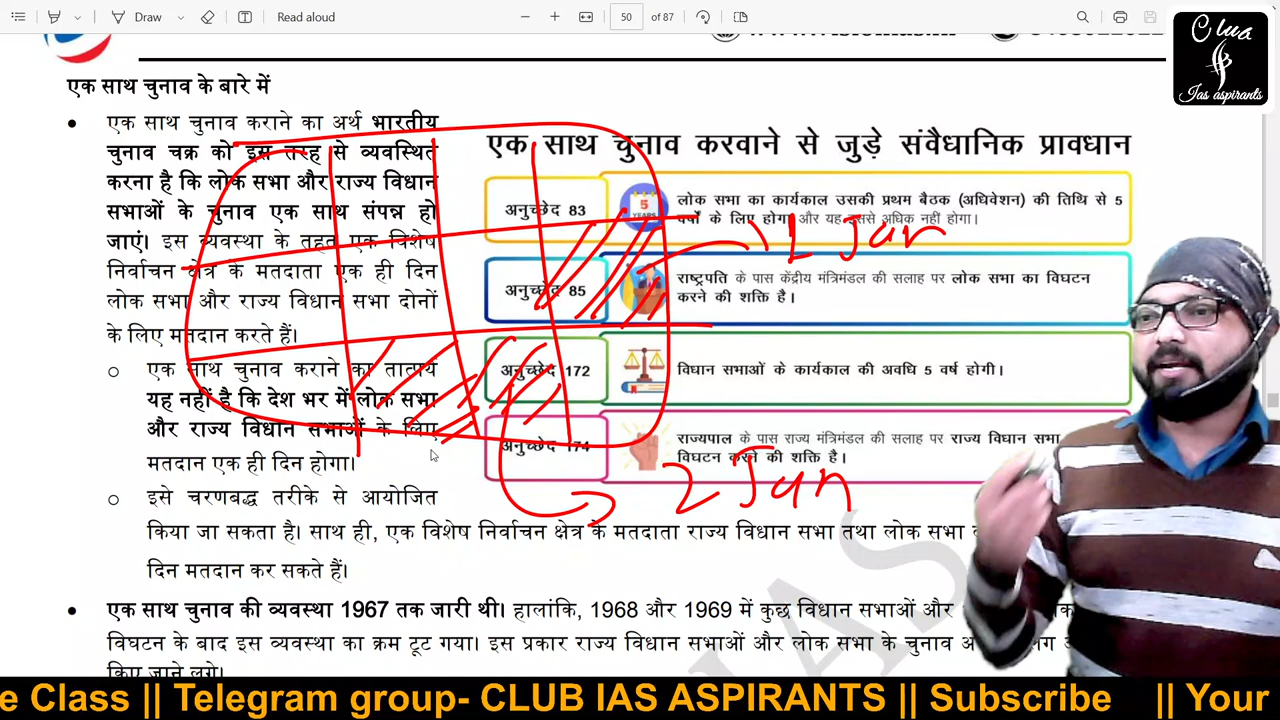 Draw
Read aloud
50
of 87
Club
Ias aspirants
एक साथ चुनाव के बारे में
एक साथ चुनाव कराने का अर्थ भारतीय
चुनाव चक्र को इस तरह से व्यवस्थित
करना है कि लोक सभा और राज्य विधान
सभाओं के चुनाव एक साथ संपन्न हो
जाएं। इस व्यवस्था के तहत एक विशेष
निर्वाचन क्षेत्र के मतदाता एक ही दिन
लोक सभा और राज्य विधान सभा दोनों
के लिए मतदान करते हैं।
एक साथ चुनाव कराने का तात्पर्य
यह नहीं है कि देश भर में लोक सभा
और राज्य विधान सभाओं के लिए
मतदान एक ही दिन होगा।
इसे चरणबद्ध तरीके से आयोजित
किया जा सकता है। साथ ही, एक विशेष निर्वाचन क्षेत्र के मतदाता राज्य विधान सभा तथा लोक सभा
दिन मतदान कर सकते हैं।
एक साथ चुनाव करवाने से जुड़े संवैधानिक प्रावधान
अनुच्छेद 83
5 YEARS
लोक सभा का कार्यकाल उसकी प्रथम बैठक (अधिवेशन) की तिथि से 5
वर्षों के लिए होगा और यह इससे अधिक नहीं होगा।
1 Jan
अनुच्छेद 85
राष्ट्रपति के पास केंद्रीय मंत्रिमंडल की सलाह पर लोक सभा का विघटन
करने की शक्ति है।
अनुच्छेद 172
विधान सभाओं के कार्यकाल की अवधि 5 वर्ष होगी।
अनुच्छेद 174
राज्यपाल के पास राज्य मंत्रिमंडल की सलाह पर राज्य विधान सभा
विघटन करने की शक्ति है।
2 Jan
एक साथ चुनाव की व्यवस्था 1967 तक जारी थी। हालांकि, 1968 और 1969 में कुछ विधान सभाओं और
विघटन के बाद इस व्यवस्था का क्रम टूट गया। इस प्रकार राज्य विधान सभाओं और लोक सभा के चुनाव
किए जाने लगे।
e Class || Telegram group- CLUB IAS ASPIRANTS || Subscribe || Your